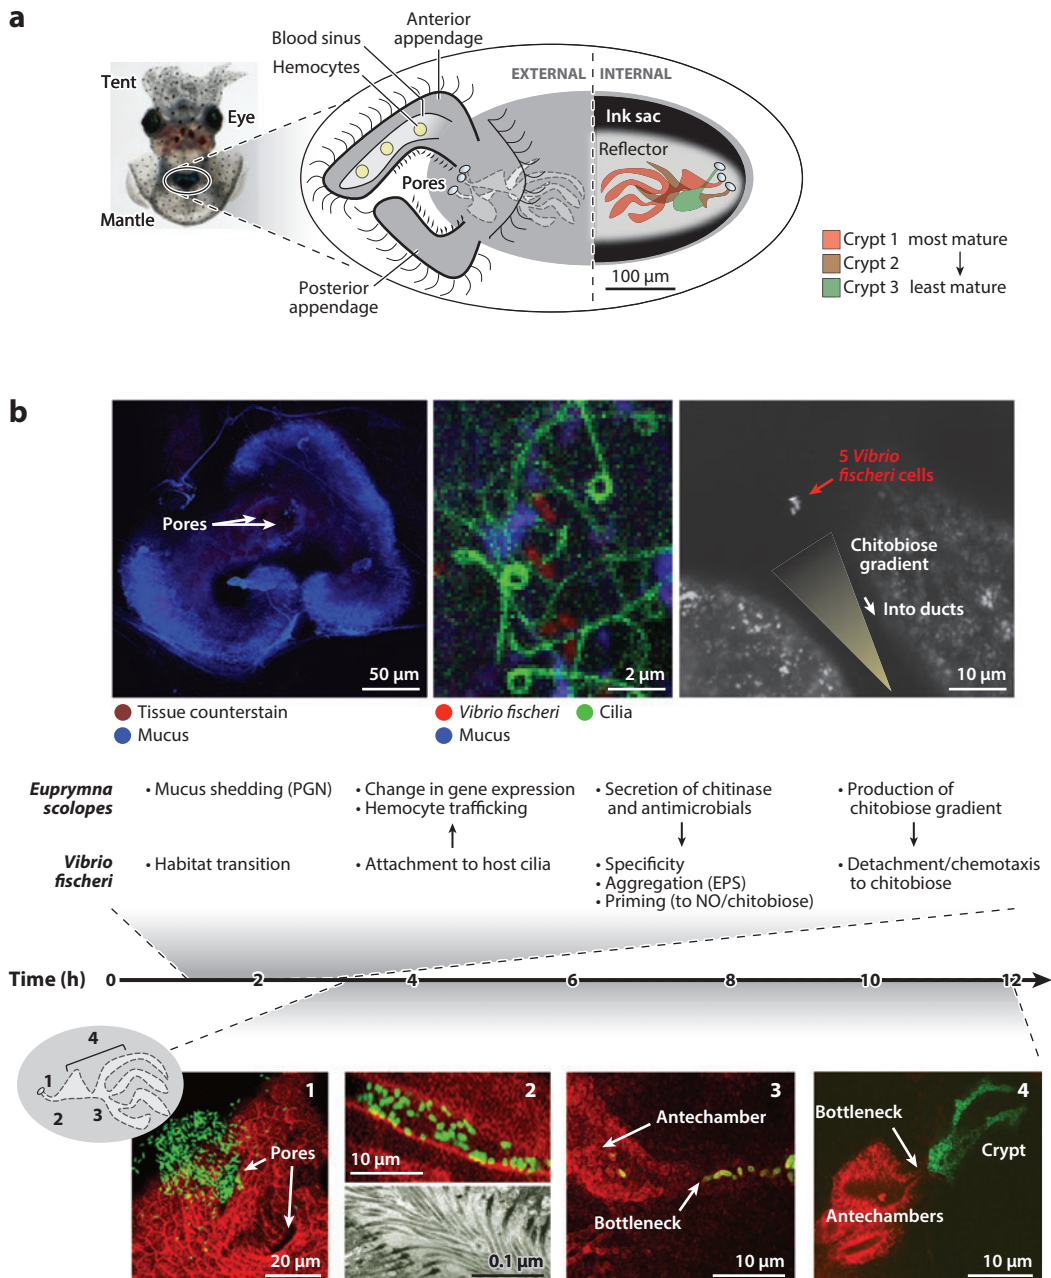 a
Tent
Eye
Mantle
Blood sinus
Hemocytes
Anterior
appendage
EXTERNAL
INTERNAL
Ink sac
Reflector
Pores
Posterior
appendage
100 µm
Crypt 1 most mature
Crypt 2
Crypt 3 least mature
b
Pores
50 µm
2 µm
5 Vibrio
fischeri cells
Chitobiose
gradient
Into ducts
10 µm
Tissue counterstain
Mucus
Vibrio fischeri
Cilia
Mucus
Euprymna
scolopes
• Mucus shedding (PGN)
• Change in gene expression
• Hemocyte trafficking
• Secretion of chitinase
and antimicrobials
• Production of
chitobiose gradient
Vibrio
fischeri
• Habitat transition
• Attachment to host cilia
• Specificity
• Aggregation (EPS)
• Priming (to NO/chitobiose)
• Detachment/chemotaxis
to chitobiose
Time (h) 0 2 4 6 8 10 12
4
1
2
3
1
Pores
20 µm
2
10 µm
0.1 µm
3
Antechamber
Bottleneck
10 µm
4
Bottleneck
Crypt
Antechambers
10 µm